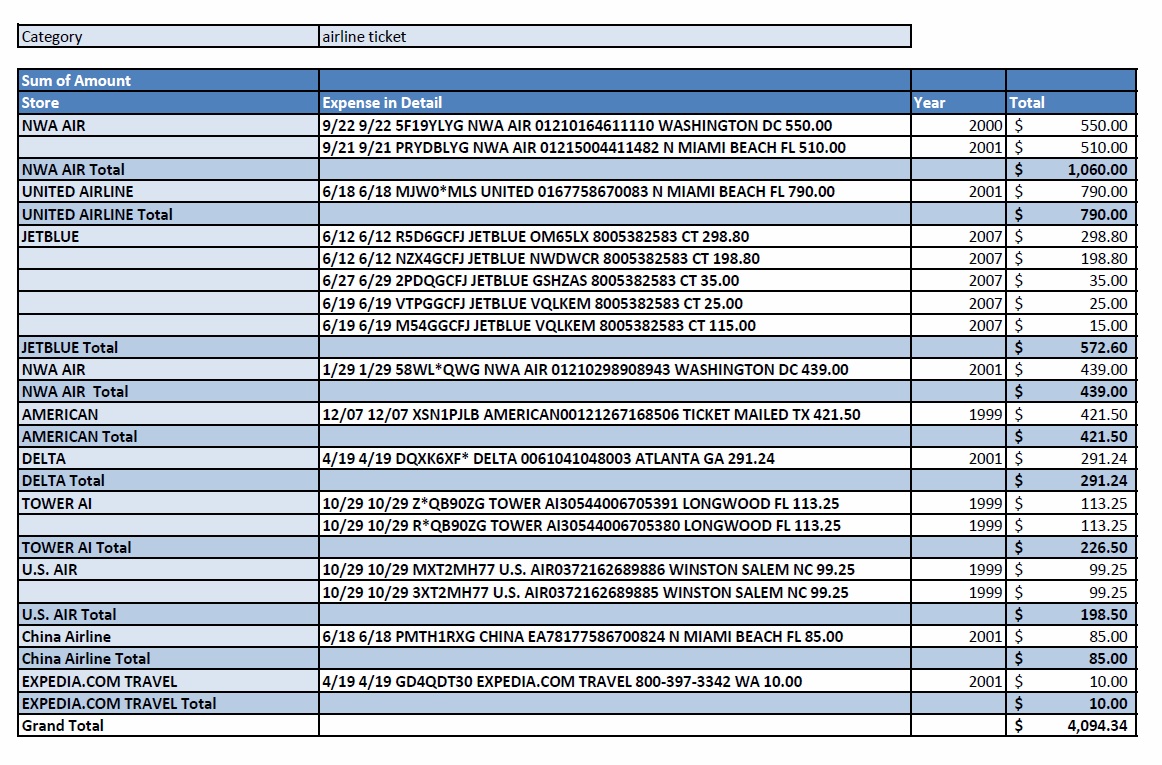 Category airline ticket
Sum of Amount
Store Expense in Detail Year Total
NWA AIR 9/22 9/22 5F19YLYG NWA AIR 01210164611110 WASHINGTON DC 550.00 2000 $ 550.00
9/21 9/21 PRYDBLYG NWA AIR 01215004411482 N MIAMI BEACH FL 510.00 2001 $ 510.00
NWA AIR Total $ 1,060.00
UNITED AIRLINE 6/18 6/18 MJW0*MLS UNITED 0167758670083 N MIAMI BEACH FL 790.00 2001 $ 790.00
UNITED AIRLINE Total $ 790.00
JETBLUE 6/12 6/12 R5D6GCFJ JETBLUE OM65LX 8005382583 CT 298.80 2007 $ 298.80
6/12 6/12 NZX4GCFJ JETBLUE NWDWCR 8005382583 CT 198.80 2007 $ 198.80
6/27 6/29 2PDQGCFJ JETBLUE GSHZAS 8005382583 CT 35.00 2007 $ 35.00
6/19 6/19 VTPGGCFJ JETBLUE VQLKEM 8005382583 CT 25.00 2007 $ 25.00
6/19 6/19 M54GGCFJ JETBLUE VQLKEM 8005382583 CT 115.00 2007 $ 15.00
JETBLUE Total $ 572.60
NWA AIR 1/29 1/29 58WL*QWG NWA AIR 01210298908943 WASHINGTON DC 439.00 2001 $ 439.00
NWA AIR Total $ 439.00
AMERICAN 12/07 12/07 XSN1PJLB AMERICAN00121267168506 TICKET MAILED TX 421.50 1999 $ 421.50
AMERICAN Total $ 421.50
DELTA 4/19 4/19 DQXK6XF* DELTA 0061041048003 ATLANTA GA 291.24 2001 $ 291.24
DELTA Total $ 291.24
TOWER AI 10/29 10/29 Z*QB90ZG TOWER AI30544006705391 LONGWOOD FL 113.25 1999 $ 113.25
10/29 10/29 R*QB90ZG TOWER AI30544006705380 LONGWOOD FL 113.25 1999 $ 113.25
TOWER AI Total $ 226.50
U.S. AIR 10/29 10/29 MXT2MH77 U.S. AIR0372162689886 WINSTON SALEM NC 99.25 1999 $ 99.25
10/29 10/29 3XT2MH77 U.S. AIR0372162689885 WINSTON SALEM NC 99.25 1999 $ 99.25
U.S. AIR Total $ 198.50
China Airline 6/18 6/18 PMTH1RXG CHINA EA78177586700824 N MIAMI BEACH FL 85.00 2001 $ 85.00
China Airline Total $ 85.00
EXPEDIA.COM TRAVEL 4/19 4/19 GD4QDT30 EXPEDIA.COM TRAVEL 800-397-3342 WA 10.00 2001 $ 10.00
EXPEDIA.COM TRAVEL Total $ 10.00
Grand Total $ 4,094.34